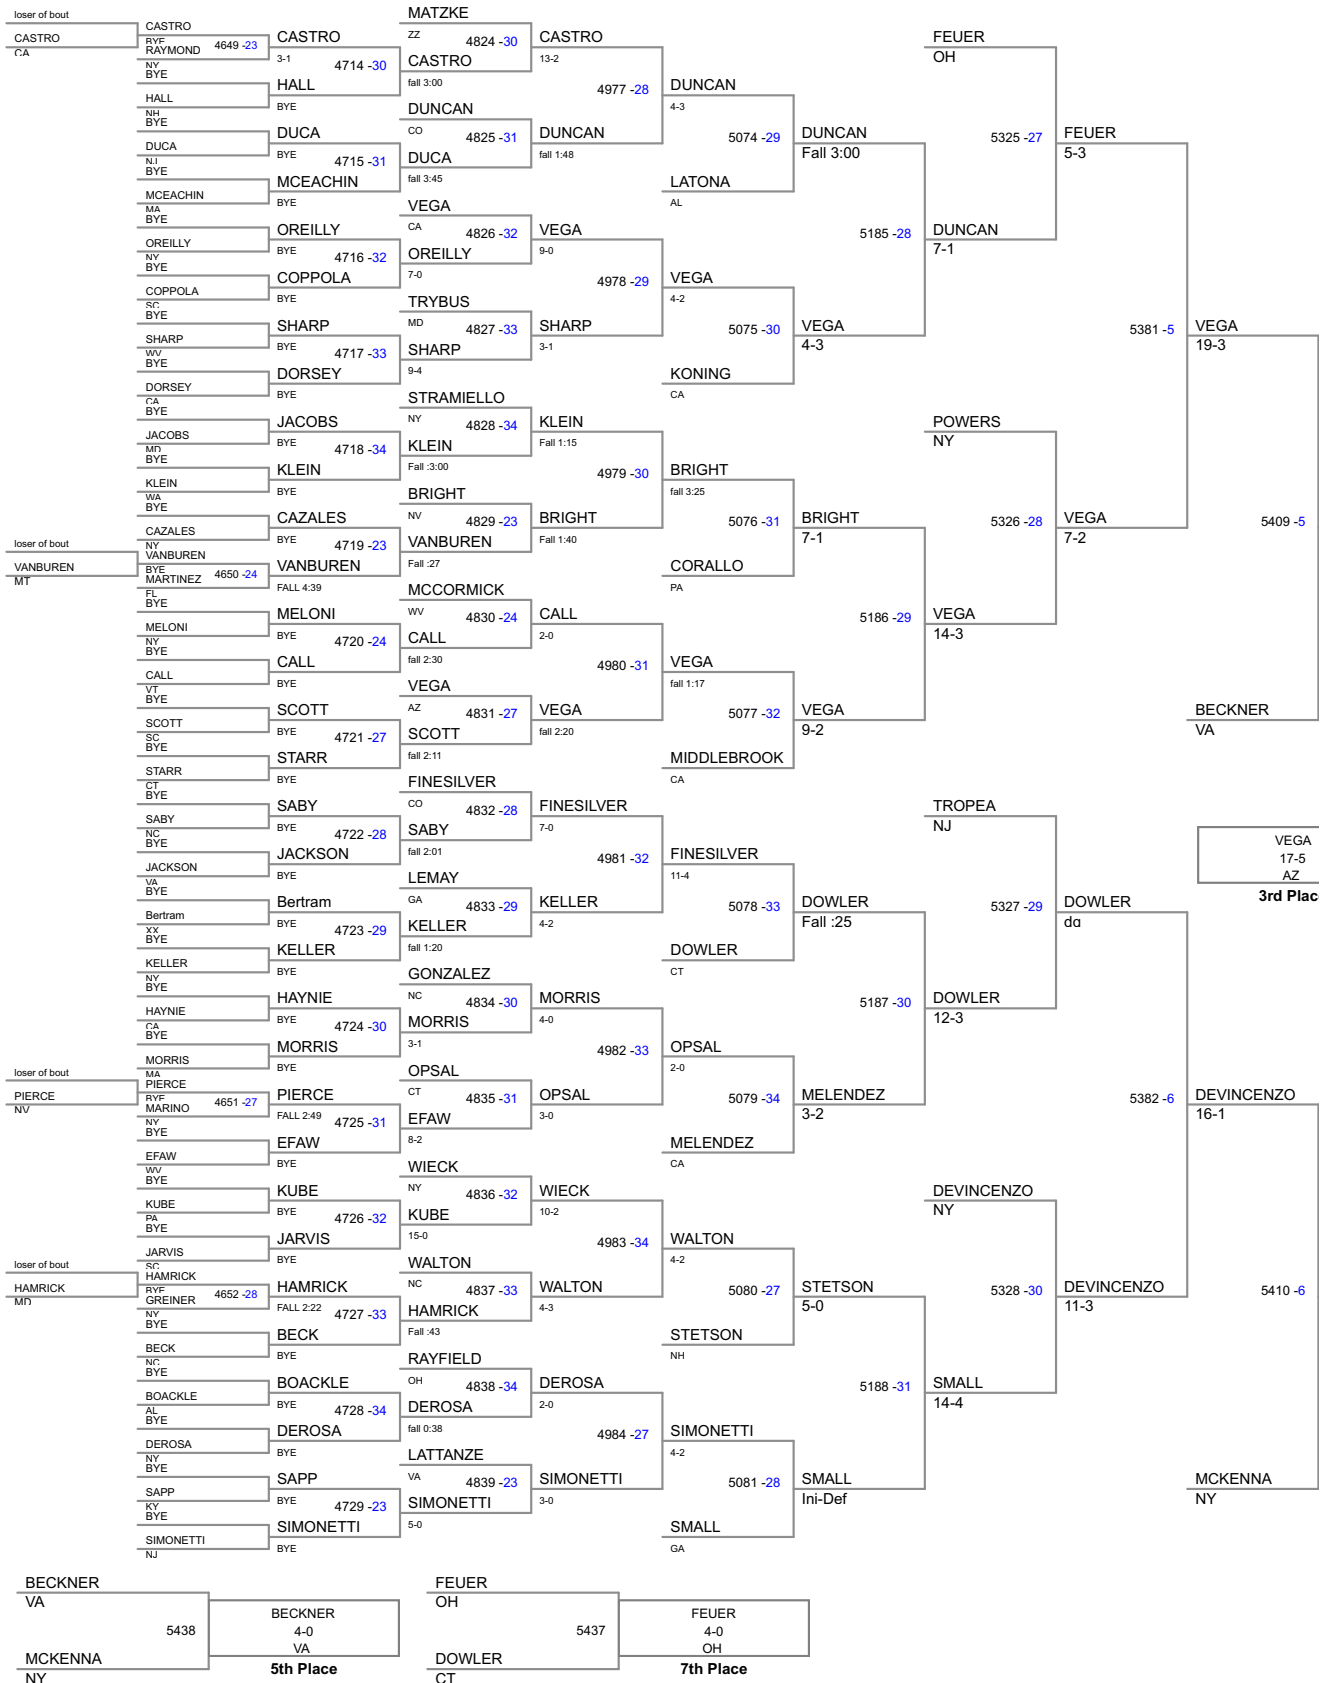 loser of bout
CASTRO
CA
CASTRO
BYE
RAYMOND
4649 -23
NY
BYE
HALL
NH
BYE
DUCA
NJ
BYE
MCEACHIN
MA
BYE
OREILLY
NY
BYE
COPPOLA
SC
BYE
SHARP
WV
BYE
DORSEY
CA
BYE
JACOBS
MD
BYE
KLEIN
WA
BYE
CAZALES
NY
loser of bout
VANBUREN
MT
VANBUREN
BYE
MARTINEZ
4650 -24
FL
BYE
MELONI
NY
BYE
CALL
VT
BYE
SCOTT
SC
BYE
STARR
CT
BYE
SABY
NC
BYE
JACKSON
VA
BYE
Bertram
XX
BYE
KELLER
NY
BYE
HAYNIE
CA
BYE
MORRIS
MA
loser of bout
PIERCE
NV
PIERCE
BYE
MARINO
4651 -27
NY
BYE
EFAW
WV
BYE
KUBE
PA
BYE
JARVIS
SC
loser of bout
HAMRICK
MD
HAMRICK
BYE
GREINER
4652 -28
NY
BYE
BECK
NC
BYE
BOACKLE
AL
BYE
DEROSA
NY
BYE
SAPP
KY
BYE
SIMONETTI
NJ
CASTRO
3-1
4714 -30
HALL
BYE
DUCA
BYE
4715 -31
MCEACHIN
BYE
OREILLY
BYE
4716 -32
COPPOLA
BYE
SHARP
BYE
4717 -33
DORSEY
BYE
JACOBS
BYE
4718 -34
KLEIN
BYE
CAZALES
BYE
4719 -23
VANBUREN
FALL 4:39
MELONI
BYE
4720 -24
CALL
BYE
SCOTT
BYE
4721 -27
STARR
BYE
SABY
BYE
4722 -28
JACKSON
BYE
Bertram
BYE
4723 -29
KELLER
BYE
HAYNIE
BYE
4724 -30
MORRIS
BYE
PIERCE
FALL 2:49
4725 -31
EFAW
BYE
KUBE
BYE
4726 -32
JARVIS
BYE
HAMRICK
FALL 2:22
4727 -33
BECK
BYE
BOACKLE
BYE
4728 -34
DEROSA
BYE
SAPP
BYE
4729 -23
SIMONETTI
BYE
MATZKE
ZZ
4824 -30
CASTRO
fall 3:00
DUNCAN
CO
4825 -31
DUCA
fall 3:45
VEGA
CA
4826 -32
OREILLY
7-0
TRYBUS
MD
4827 -33
SHARP
9-4
STRAMIELLO
NY
4828 -34
KLEIN
Fall :3:00
BRIGHT
NV
4829 -23
VANBUREN
Fall :27
MCCORMICK
WV
4830 -24
CALL
fall 2:30
VEGA
AZ
4831 -27
SCOTT
fall 2:11
FINESILVER
CO
4832 -28
SABY
fall 2:01
LEMAY
GA
4833 -29
KELLER
fall 1:20
GONZALEZ
NC
4834 -30
MORRIS
3-1
OPSAL
CT
4835 -31
EFAW
8-2
WIECK
NY
4836 -32
KUBE
15-0
WALTON
NC
4837 -33
HAMRICK
Fall :43
RAYFIELD
OH
4838 -34
DEROSA
fall 0:38
LATTANZE
VA
4839 -23
SIMONETTI
5-0
CASTRO
13-2
4977 -28
DUNCAN
fall 1:48
VEGA
9-0
4978 -29
SHARP
3-1
KLEIN
Fall 1:15
4979 -30
BRIGHT
Fall 1:40
CALL
2-0
4980 -31
VEGA
fall 2:20
FINESILVER
7-0
4981 -32
KELLER
4-2
MORRIS
4-0
4982 -33
OPSAL
3-0
WIECK
10-2
4983 -34
WALTON
4-3
DEROSA
2-0
4984 -27
SIMONETTI
3-0
DUNCAN
4-3
5074 -29
LATONA
AL
VEGA
4-2
5075 -30
KONING
CA
BRIGHT
fall 3:25
5076 -31
CORALLO
PA
VEGA
fall 1:17
5077 -32
MIDDLEBROOK
CA
FINESILVER
11-4
5078 -33
DOWLER
CT
OPSAL
2-0
5079 -34
MELENDEZ
CA
WALTON
4-2
5080 -27
STETSON
NH
SIMONETTI
4-2
5081 -28
SMALL
GA
DUNCAN
Fall 3:00
5185 -28
VEGA
4-3
BRIGHT
7-1
5186 -29
VEGA
9-2
DOWLER
Fall :25
5187 -30
MELENDEZ
3-2
STETSON
5-0
5188 -31
SMALL
Ini-Def
FEUER
OH
5325 -27
DUNCAN
7-1
POWERS
NY
5326 -28
VEGA
14-3
TROPEA
NJ
5327 -29
DOWLER
12-3
DEVINCENZO
NY
5328 -30
SMALL
14-4
FEUER
5-3
5381 -5
VEGA
7-2
DOWLER
dq
5382 -6
DEVINCENZO
11-3
VEGA
19-3
5409 -5
BECKNER
VA
VEGA
17-5
AZ
3rd Plac
DEVINCENZO
16-1
5410 -6
MCKENNA
NY
BECKNER
VA
5438
MCKENNA
NY
BECKNER
4-0
VA
5th Place
FEUER
OH
5437
DOWLER
CT
FEUER
4-0
OH
7th Place